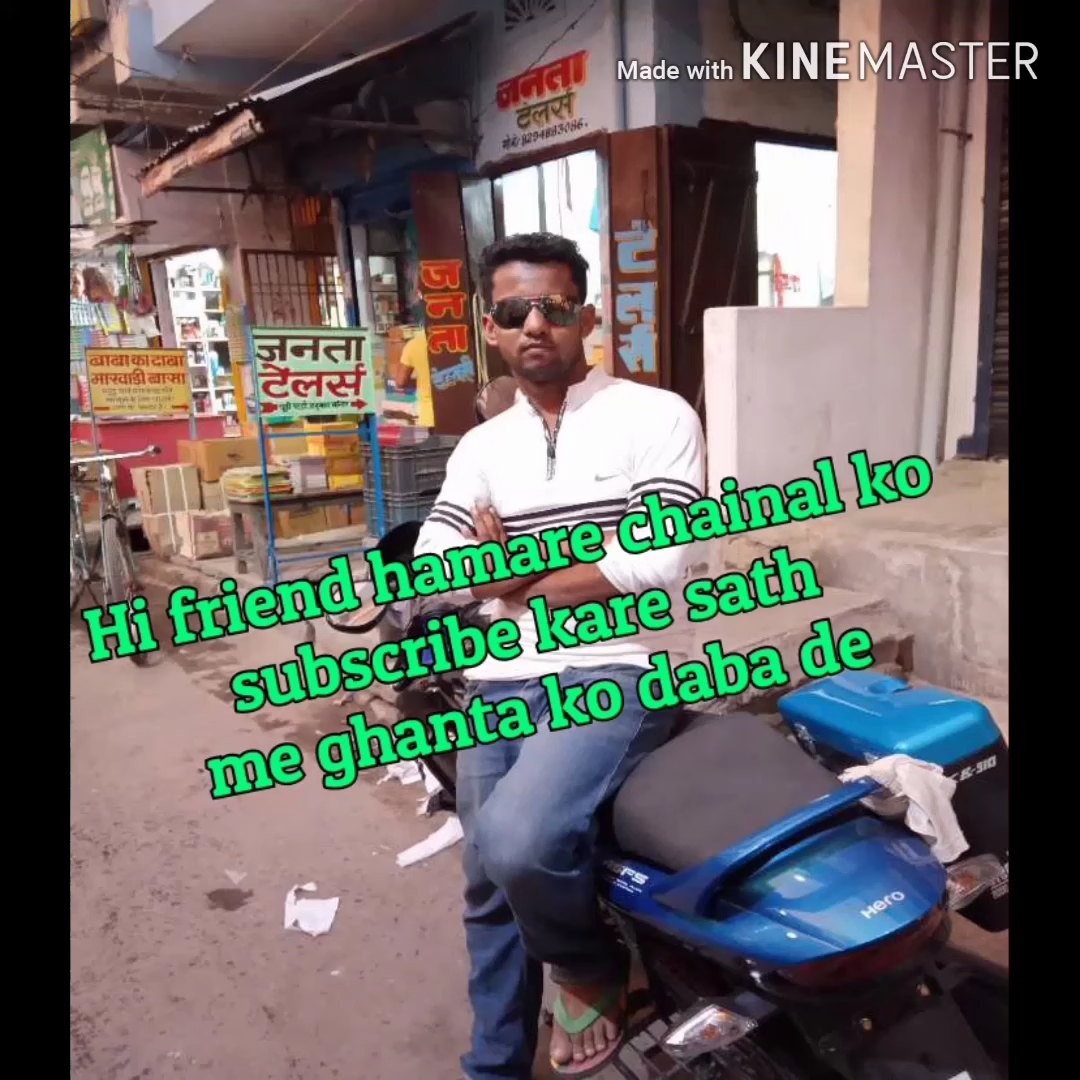 Made with KINEMASTER
जनता
टेलर्स
जनता
टेलर्स
जनता
टेलर्स
बाबा का ढाबा
मारवाड़ी बासा
Hi friend hamare chainal ko
subscribe kare sath
me ghanta ko daba de
Hero